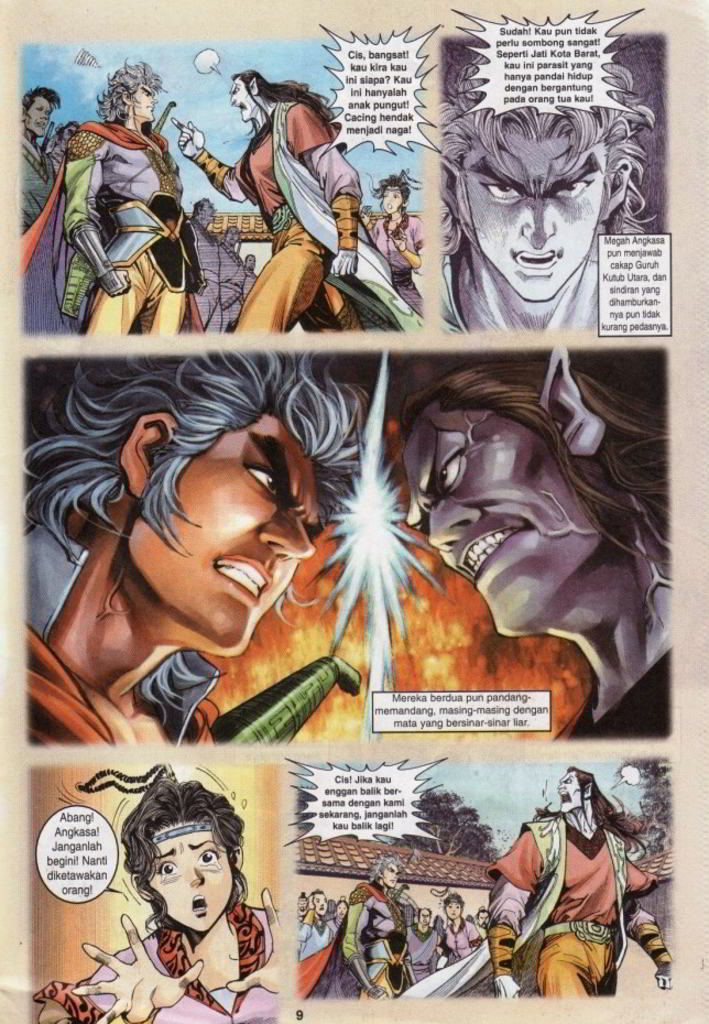 Cis, bangsat!
kau kira kau
ini siapa? Kau
ini hanyalah
anak pungut!
Cacing hendak
menjadi naga!
Sudah! Kau pun tidak
perlu sombong sangat!
Seperti Jati Kota Barat,
kau ini parasit yang
hanya pandai hidup
dengan bergantung
pada orang tua kau!
Megah Angkasa
pun menjawab
cakap Guruh
Kutub Utara, dan
sindiran yang
dihamburkan-
nya pun tidak
kurang pedasnya.
Mereka berdua pun pandang-
memandang, masing-masing dengan
mata yang bersinar-sinar liar.
Abang!
Angkasa!
Janganlah
begini! Nanti
diketawakan
orang!
Cis! Jika kau
enggan balik ber-
sama dengan kami
sekarang, janganlah
kau balik lagi!
9